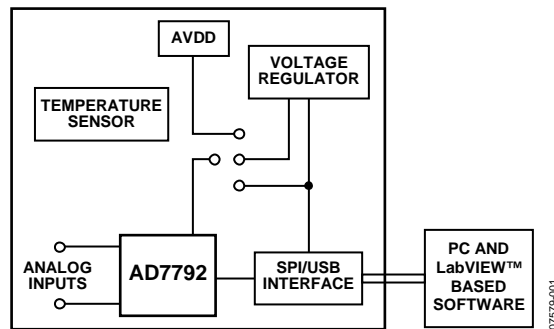 AVDD
VOLTAGE
REGULATOR
TEMPERATURE
SENSOR
ANALOG
INPUTS
AD7792
SPI/USB
INTERFACE
PC AND
LabVIEW™
BASED
SOFTWARE
07579-001